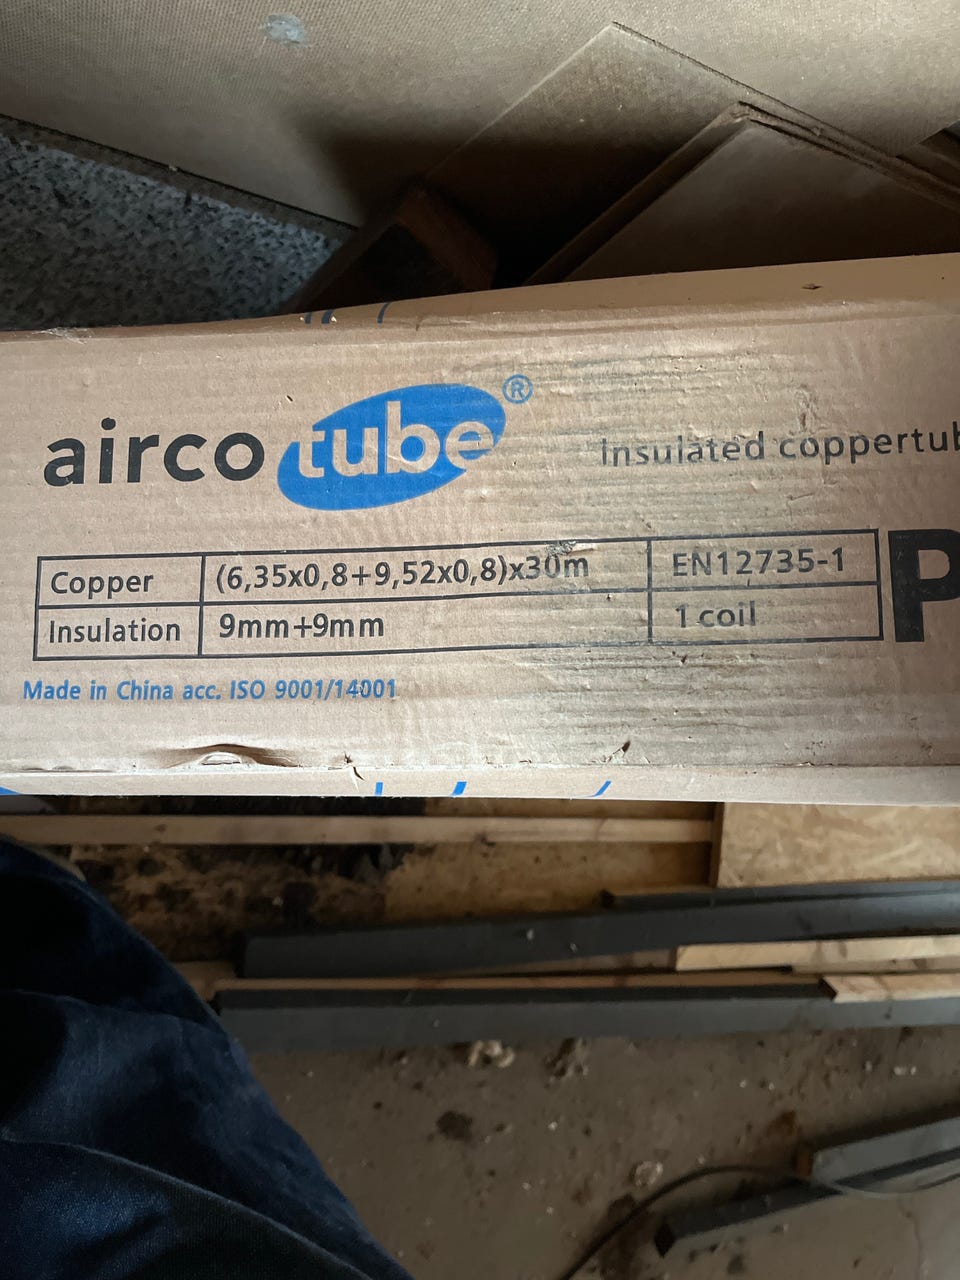 airco tube®
Insulated coppertub
Copper (6,35x0,8+9,52x0,8)x30m EN12735-1
Insulation 9mm+9mm 1 coil
P
Made in China acc. ISO 9001/14001